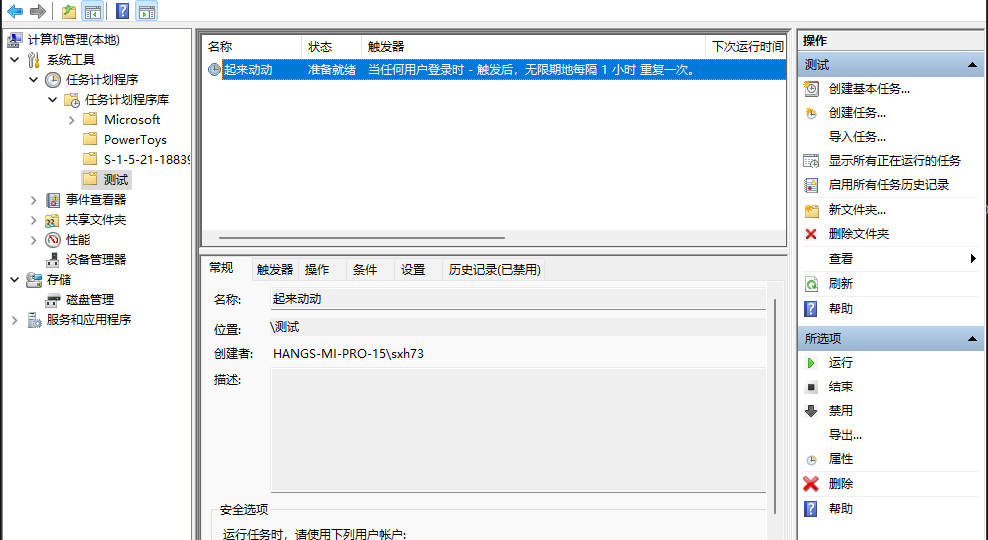 计算机管理(本地)
系统工具
任务计划程序
任务计划程序库
Microsoft
PowerToys
S-1-5-21-18839
测试
事件查看器
共享文件夹
性能
设备管理器
存储
磁盘管理
服务和应用程序
名称 状态 触发器 下次运行时间
起来动动 准备就绪 当任何用户登录时 - 触发后，无限期地每隔 1 小时 重复一次。
常规 触发器 操作 条件 设置 历史记录(已禁用)
名称: 起来动动
位置: \测试
创建者: HANGS-MI-PRO-15\sxh73
描述:
安全选项
运行任务时，请使用下列用户帐户:
操作
测试
创建基本任务...
创建任务...
导入任务...
显示所有正在运行的任务
启用所有任务历史记录
新文件夹...
删除文件夹
查看
刷新
帮助
所选项
运行
结束
禁用
导出...
属性
删除
帮助